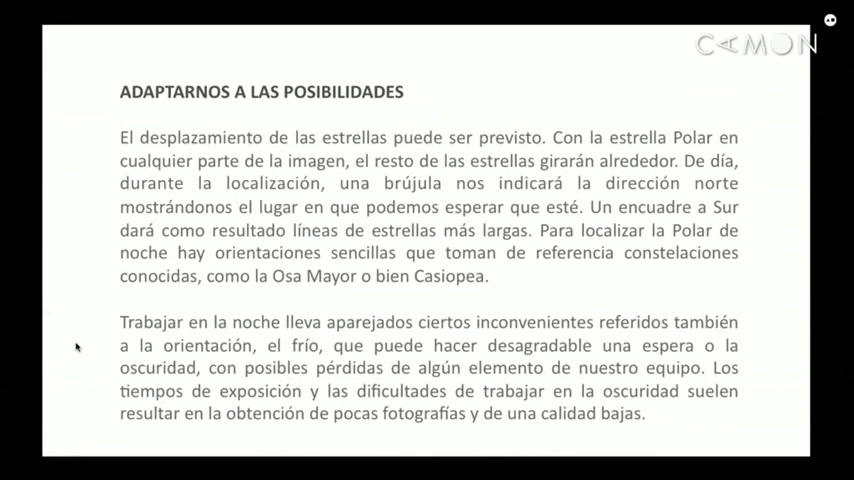 CAMON
ADAPTARNOS A LAS POSIBILIDADES
El desplazamiento de las estrellas puede ser previsto. Con la estrella Polar en
cualquier parte de la imagen, el resto de las estrellas girarán alrededor. De día,
durante la localización, una brújula nos indicará la dirección norte
mostrándonos el lugar en que podemos esperar que esté. Un encuadre a Sur
dará como resultado líneas de estrellas más largas. Para localizar la Polar de
noche hay orientaciones sencillas que toman de referencia constelaciones
conocidas, como la Osa Mayor o bien Casiopea.
Trabajar en la noche lleva aparejados ciertos inconvenientes referidos también
a la orientación, el frío, que puede hacer desagradable una espera o la
oscuridad, con posibles pérdidas de algún elemento de nuestro equipo. Los
tiempos de exposición y las dificultades de trabajar en la oscuridad suelen
resultar en la obtención de pocas fotografías y de una calidad bajas.